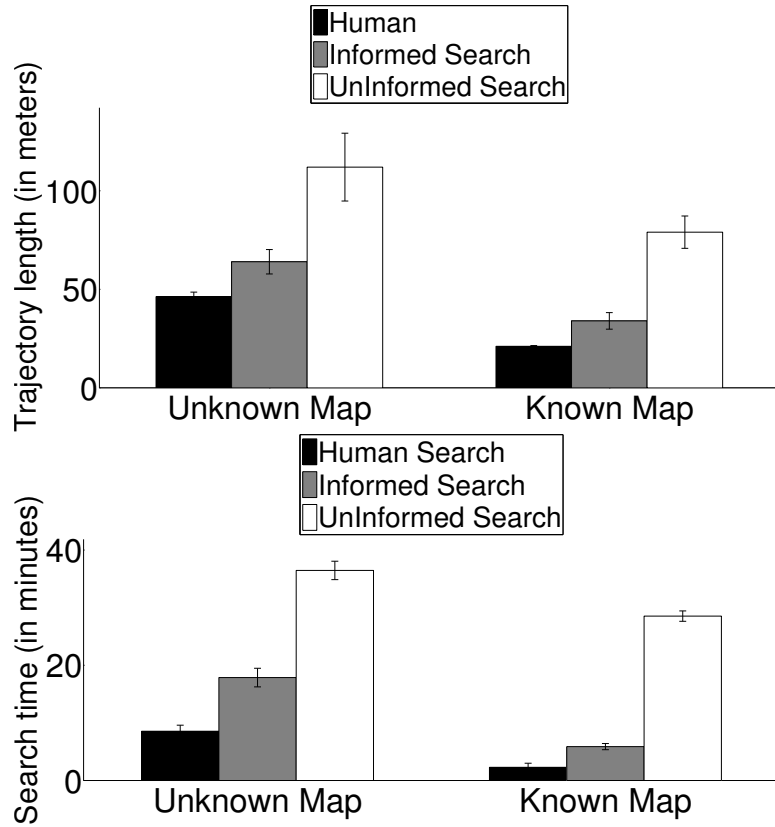 Human
Informed Search
UnInformed Search
Trajectory length (in meters)
100
50
0
Unknown Map Known Map
Human Search
Informed Search
UnInformed Search
Search time (in minutes)
40
20
0
Unknown Map Known Map